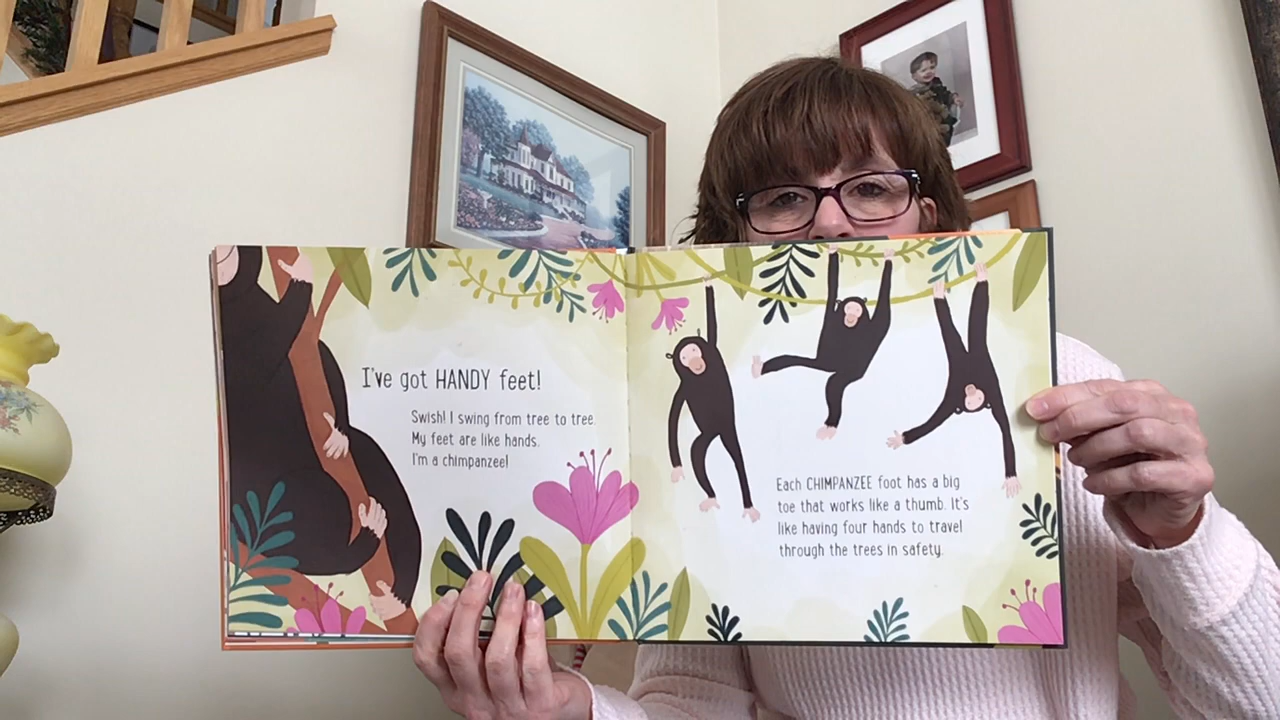 I've got HANDY feet!
Swish! I swing from tree to tree.
My feet are like hands.
I'm a chimpanzee!
Each CHIMPANZEE foot has a big
toe that works like a thumb. It's
like having four hands to travel
through the trees in safety.